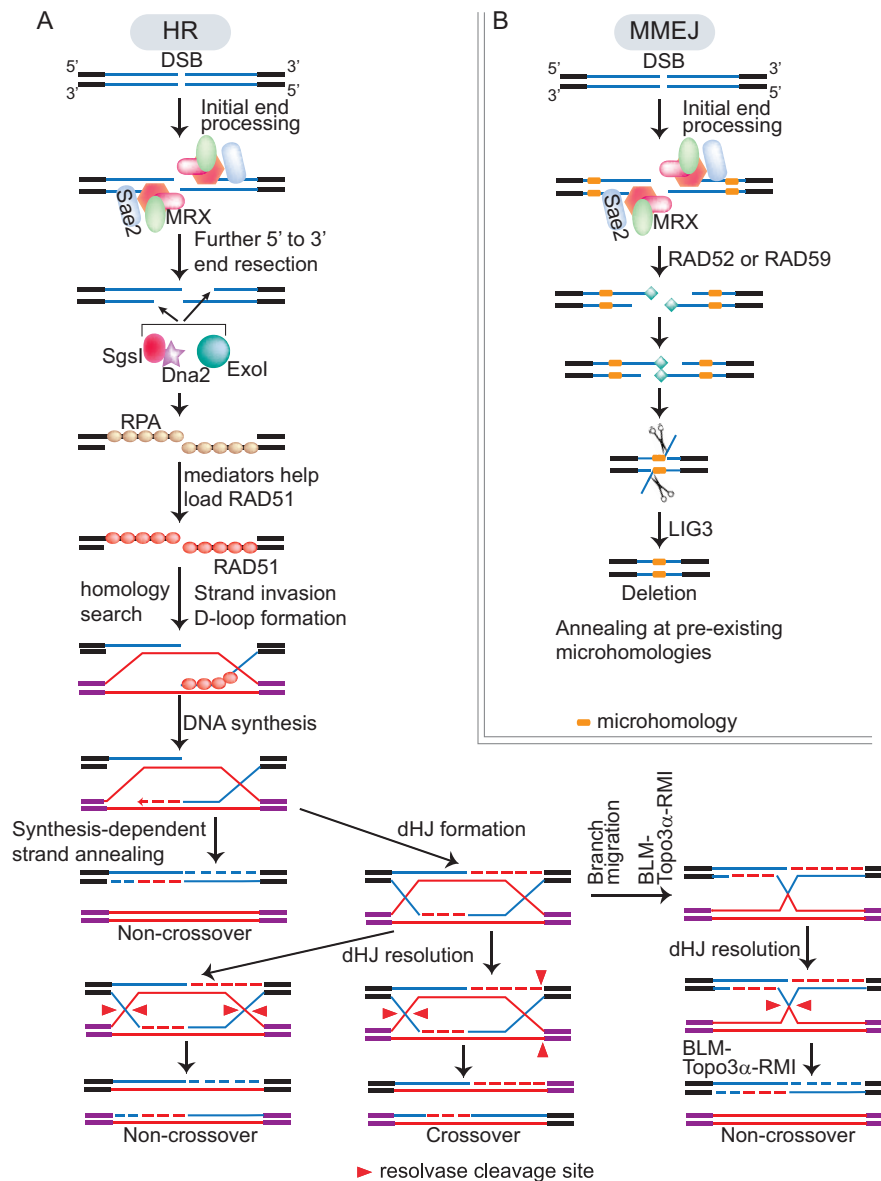 A
HR
DSB
5’
3’
3’
5’
Initial end
processing
Sae2
MRX
Further 5’ to 3’
end resection
SgsI
Dna2
ExoI
RPA
mediators help
load RAD51
RAD51
homology
search
Strand invasion
D-loop formation
DNA synthesis
Synthesis-dependent
strand annealing
Non-crossover
dHJ formation
Branch
migration
BLM-
Topo3α-RMI
dHJ resolution
dHJ resolution
BLM-
Topo3α-RMI
Non-crossover
Crossover
Non-crossover
resolvase cleavage site
B
MMEJ
DSB
5’
3’
3’
5’
Initial end
processing
Sae2
MRX
RAD52 or RAD59
LIG3
Deletion
Annealing at pre-existing
microhomologies
microhomology